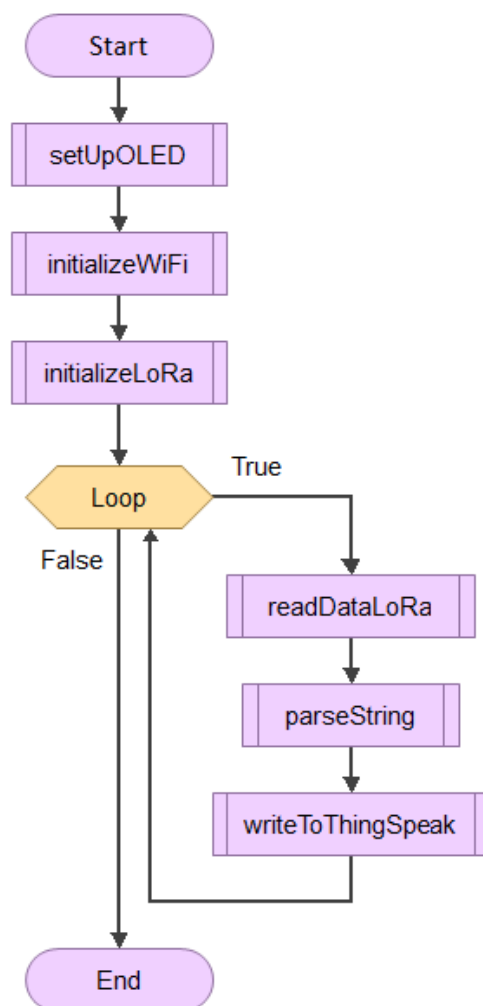 Start
setUpOLED
initializeWiFi
initializeLoRa
Loop
True
False
readDataLoRa
parseString
writeToThingSpeak
End